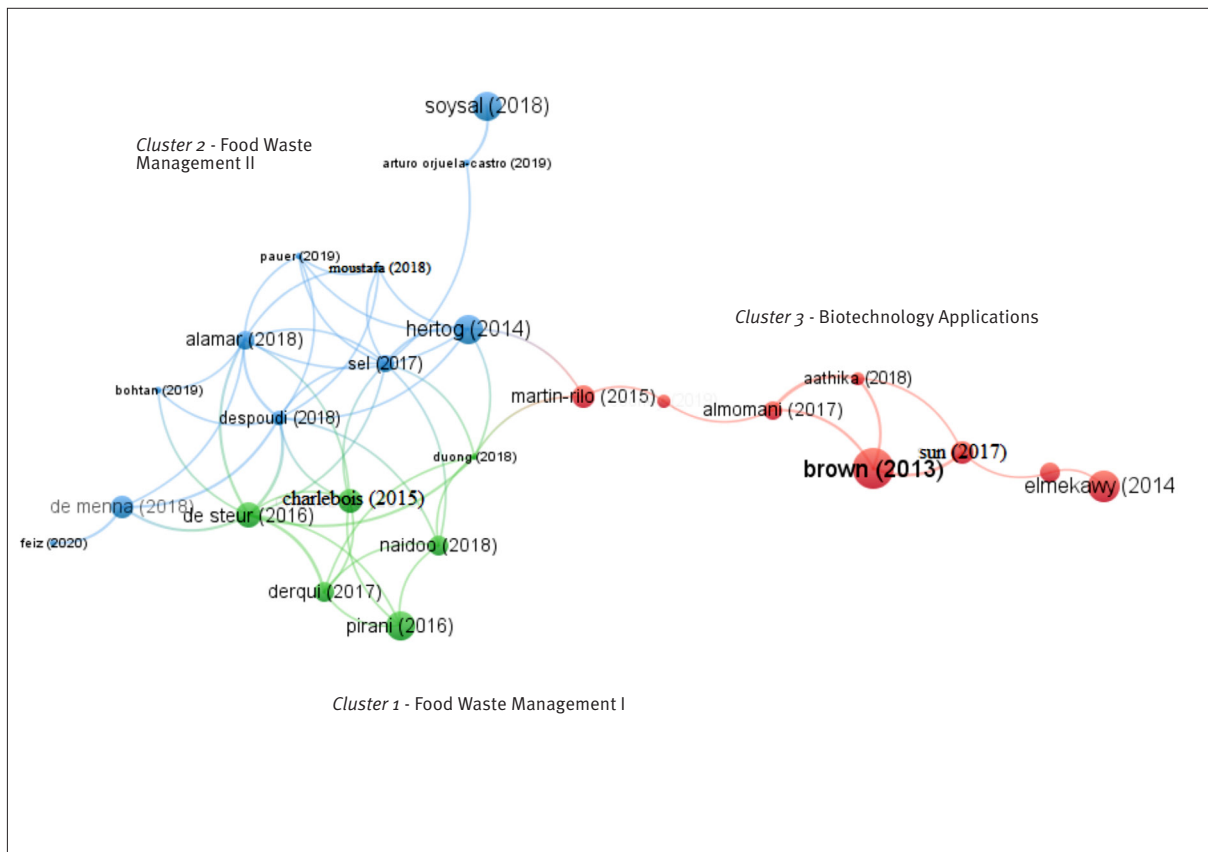 soysal (2018)
Cluster 2 - Food Waste
Management II
arturo orjuela-castro (2019)
pauer (2019)
moustafa (2018)
Cluster 3 - Biotechnology Applications
hertog (2014)
alamar (2018)
sel (2017)
aathika (2018)
bohtan (2019)
martin-rilo (2015)
almomani (2017)
despoudi (2018)
duong (2018)
sun (2017)
brown (2013)
elmekawy (2014
charlebois (2015)
de menna (2018)
de steur (2016)
feiz (2020)
naidoo (2018)
derqui (2017)
pirani (2016)
Cluster 1 - Food Waste Management I